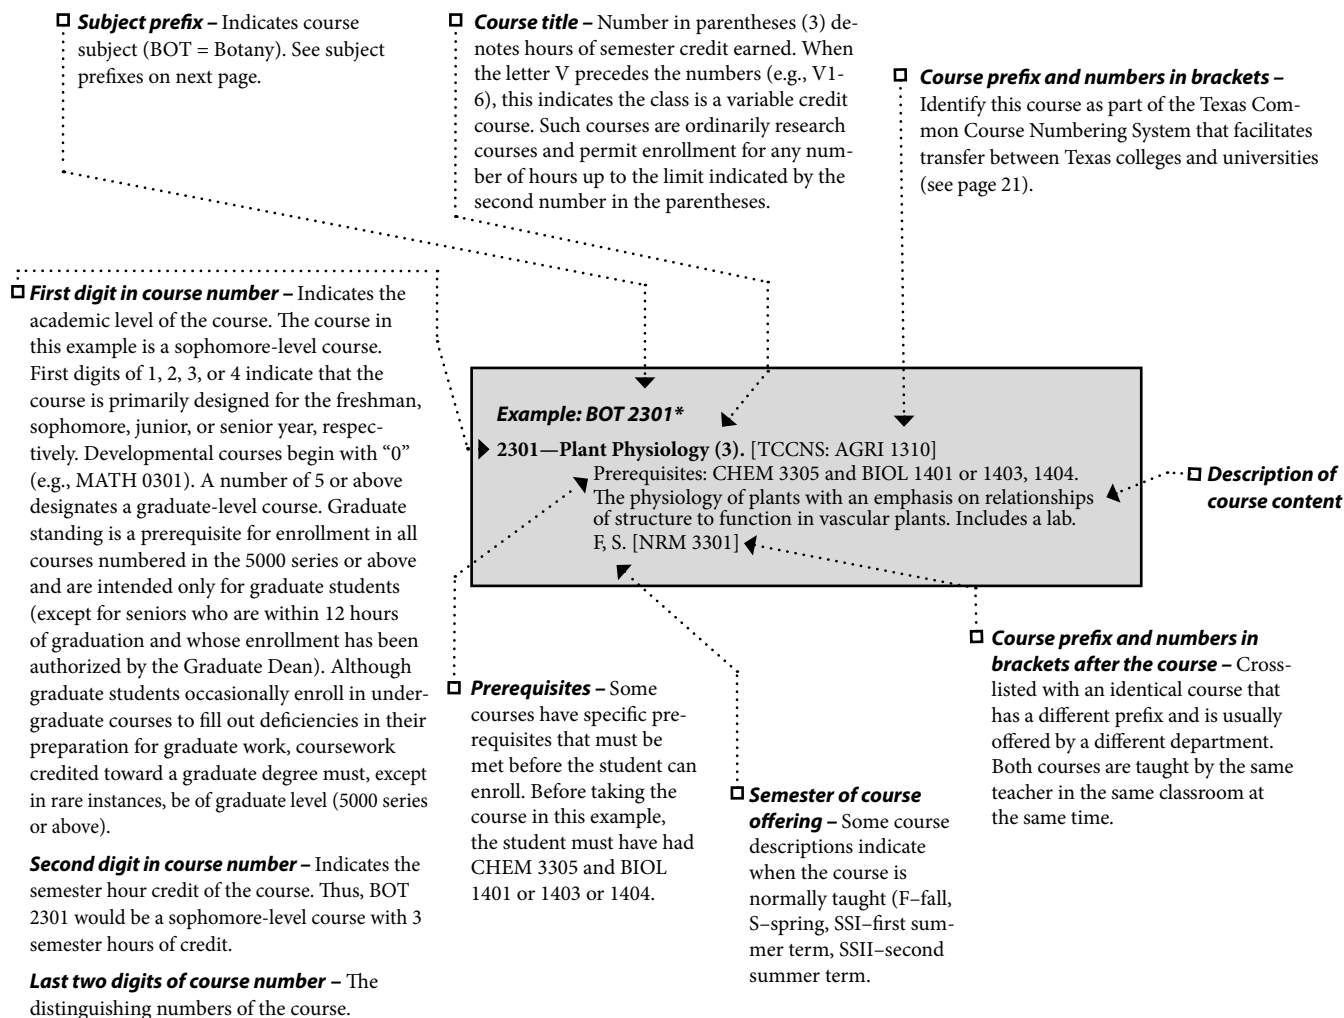 Subject prefix – Indicates course
subject (BOT = Botany). See subject
prefixes on next page.
Course title – Number in parentheses (3) de-
notes hours of semester credit earned. When
the letter V precedes the numbers (e.g., V1-
6), this indicates the class is a variable credit
course. Such courses are ordinarily research
courses and permit enrollment for any num-
ber of hours up to the limit indicated by the
second number in the parentheses.
Course prefix and numbers in brackets –
Identify this course as part of the Texas Com-
mon Course Numbering System that facilitates
transfer between Texas colleges and universities
(see page 21).
First digit in course number – Indicates the
academic level of the course. The course in
this example is a sophomore-level course.
First digits of 1, 2, 3, or 4 indicate that the
course is primarily designed for the freshman,
sophomore, junior, or senior year, respec-
tively. Developmental courses begin with “0”
(e.g., MATH 0301). A number of 5 or above
designates a graduate-level course. Graduate
standing is a prerequisite for enrollment in all
courses numbered in the 5000 series or above
and are intended only for graduate students
(except for seniors who are within 12 hours
of graduation and whose enrollment has been
authorized by the Graduate Dean). Although
graduate students occasionally enroll in under-
graduate courses to fill out deficiencies in their
preparation for graduate work, coursework
credited toward a graduate degree must, except
in rare instances, be of graduate level (5000 series
or above).
Second digit in course number – Indicates the
semester hour credit of the course. Thus, BOT
2301 would be a sophomore-level course with 3
semester hours of credit.
Last two digits of course number – The
distinguishing numbers of the course.
Example: BOT 2301*
2301—Plant Physiology (3). [TCCNS: AGRI 1310]
Prerequisites: CHEM 3305 and BIOL 1401 or 1403, 1404.
The physiology of plants with an emphasis on relationships
of structure to function in vascular plants. Includes a lab.
F, S. [NRM 3301]
Description of
course content
Prerequisites – Some
courses have specific pre-
requisites that must be
met before the student can
enroll. Before taking the
course in this example,
the student must have had
CHEM 3305 and BIOL
1401 or 1403 or 1404.
Semester of course
offering – Some course
descriptions indicate
when the course is
normally taught (F–fall,
S–spring, SSI–first sum-
mer term, SSII–second
summer term.
Course prefix and numbers in
brackets after the course – Cross-
listed with an identical course that
has a different prefix and is usually
offered by a different department.
Both courses are taught by the same
teacher in the same classroom at
the same time.